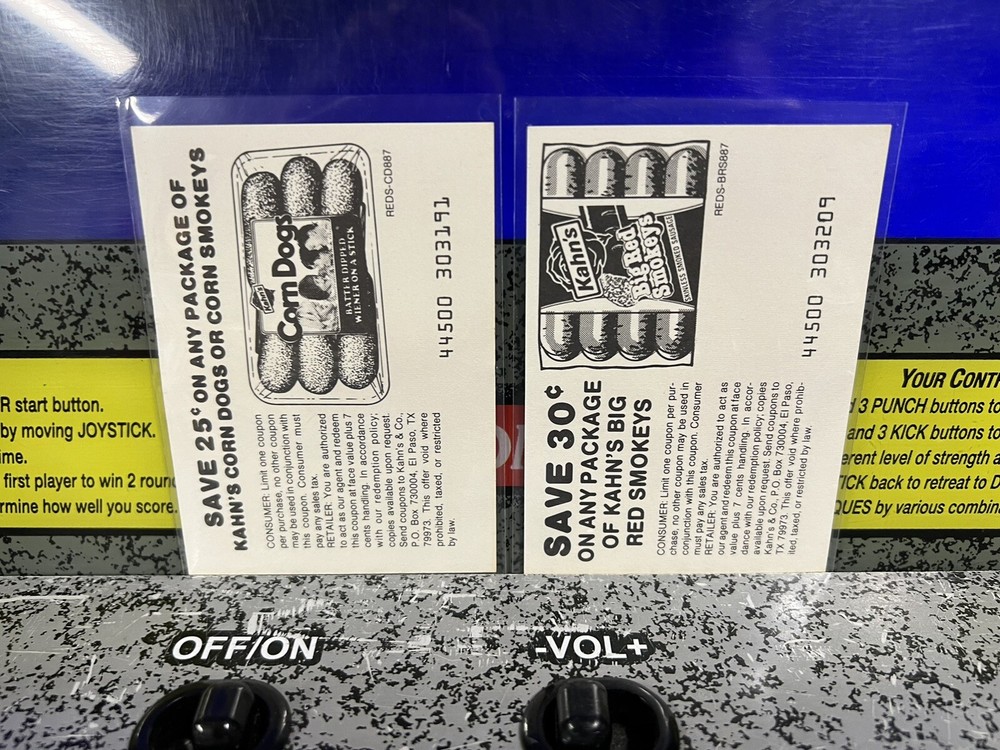 SAVE 25¢ ON ANY PACKAGE OF
KAHN'S CORN DOGS OR CORN SMOKEYS
CONSUMER: Limit one coupon
per purchase, no other coupon
may be used in conjunction with
this coupon. Consumer must
pay any sales tax.
RETAILER: You are authorized
to act as our agent and redeem
this coupon at face value plus 7
cents handling. In accordance
with our redemption policy;
copies available upon request.
Send coupons to Kahn's & Co.,
P.O. Box 730004, El Paso, TX
79973. This offer void where
prohibited, taxed, or restricted
by law.
Kahn's
Corn Dogs
BATTER DIPPED
WIENER ON A STICK
REDS-CD887
44500 303191
SAVE 30¢
ON ANY PACKAGE
OF KAHN'S BIG
RED SMOKEYS
CONSUMER: Limit one coupon per pur-
chase, no other coupon may be used in
conjunction with this coupon. Consumer
must pay any sales tax.
RETAILER: You are authorized to act as
our agent and redeem this coupon at face
value plus 7 cents handling. In accor-
dance with our redemption policy; copies
available upon request. Send coupons to
Kahn's & Co., P.O. Box 730004, El Paso,
TX 79973. This offer void where prohib-
ited, taxed, or restricted by law.
Kahn's
Big Red
Smokeys
SKINLESS SMOKED SAUSAGE
REDS-BRS887
44500 303209
R start button.
by moving JOYSTICK.
ime.
first player to win 2 roun
rmine how well you score.
YOUR CONT
3 PUNCH buttons to
and 3 KICK buttons to
erent level of strength a
TICK back to retreat to D
QUES by various combin
OFF/ON
-VOL+